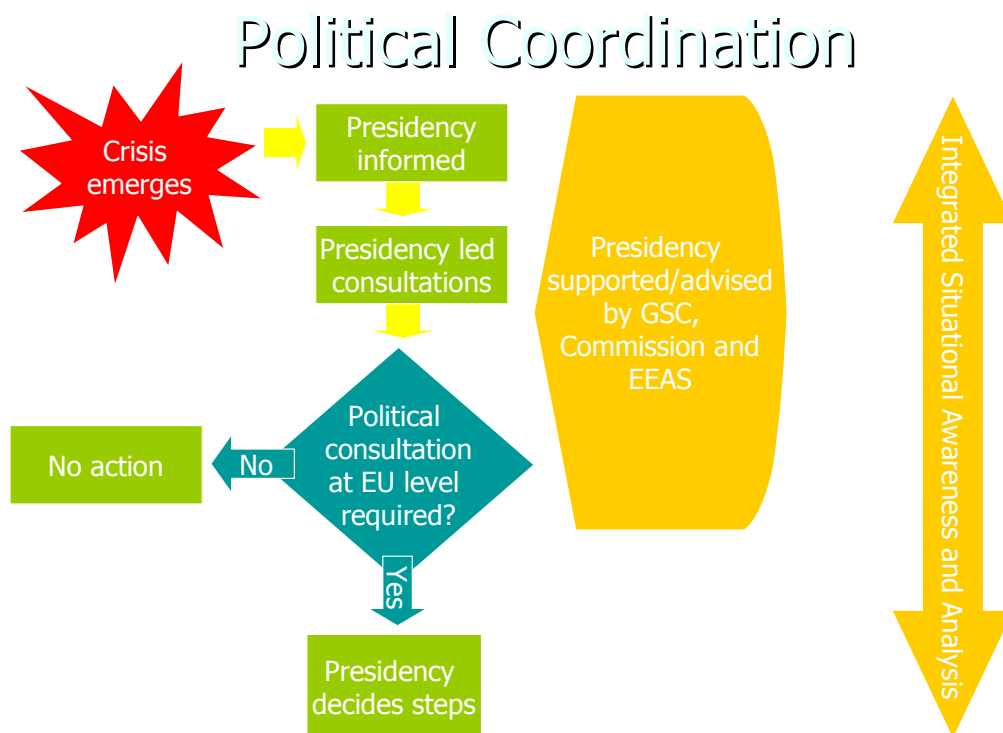 Political Coordination
Crisis
emerges
Presidency
informed
Presidency led
consultations
Presidency
supported/advised
by GSC,
Commission and
EEAS
Political
consultation
at EU level
required?
No
No action
Yes
Presidency
decides steps
Integrated Situational Awareness and Analysis